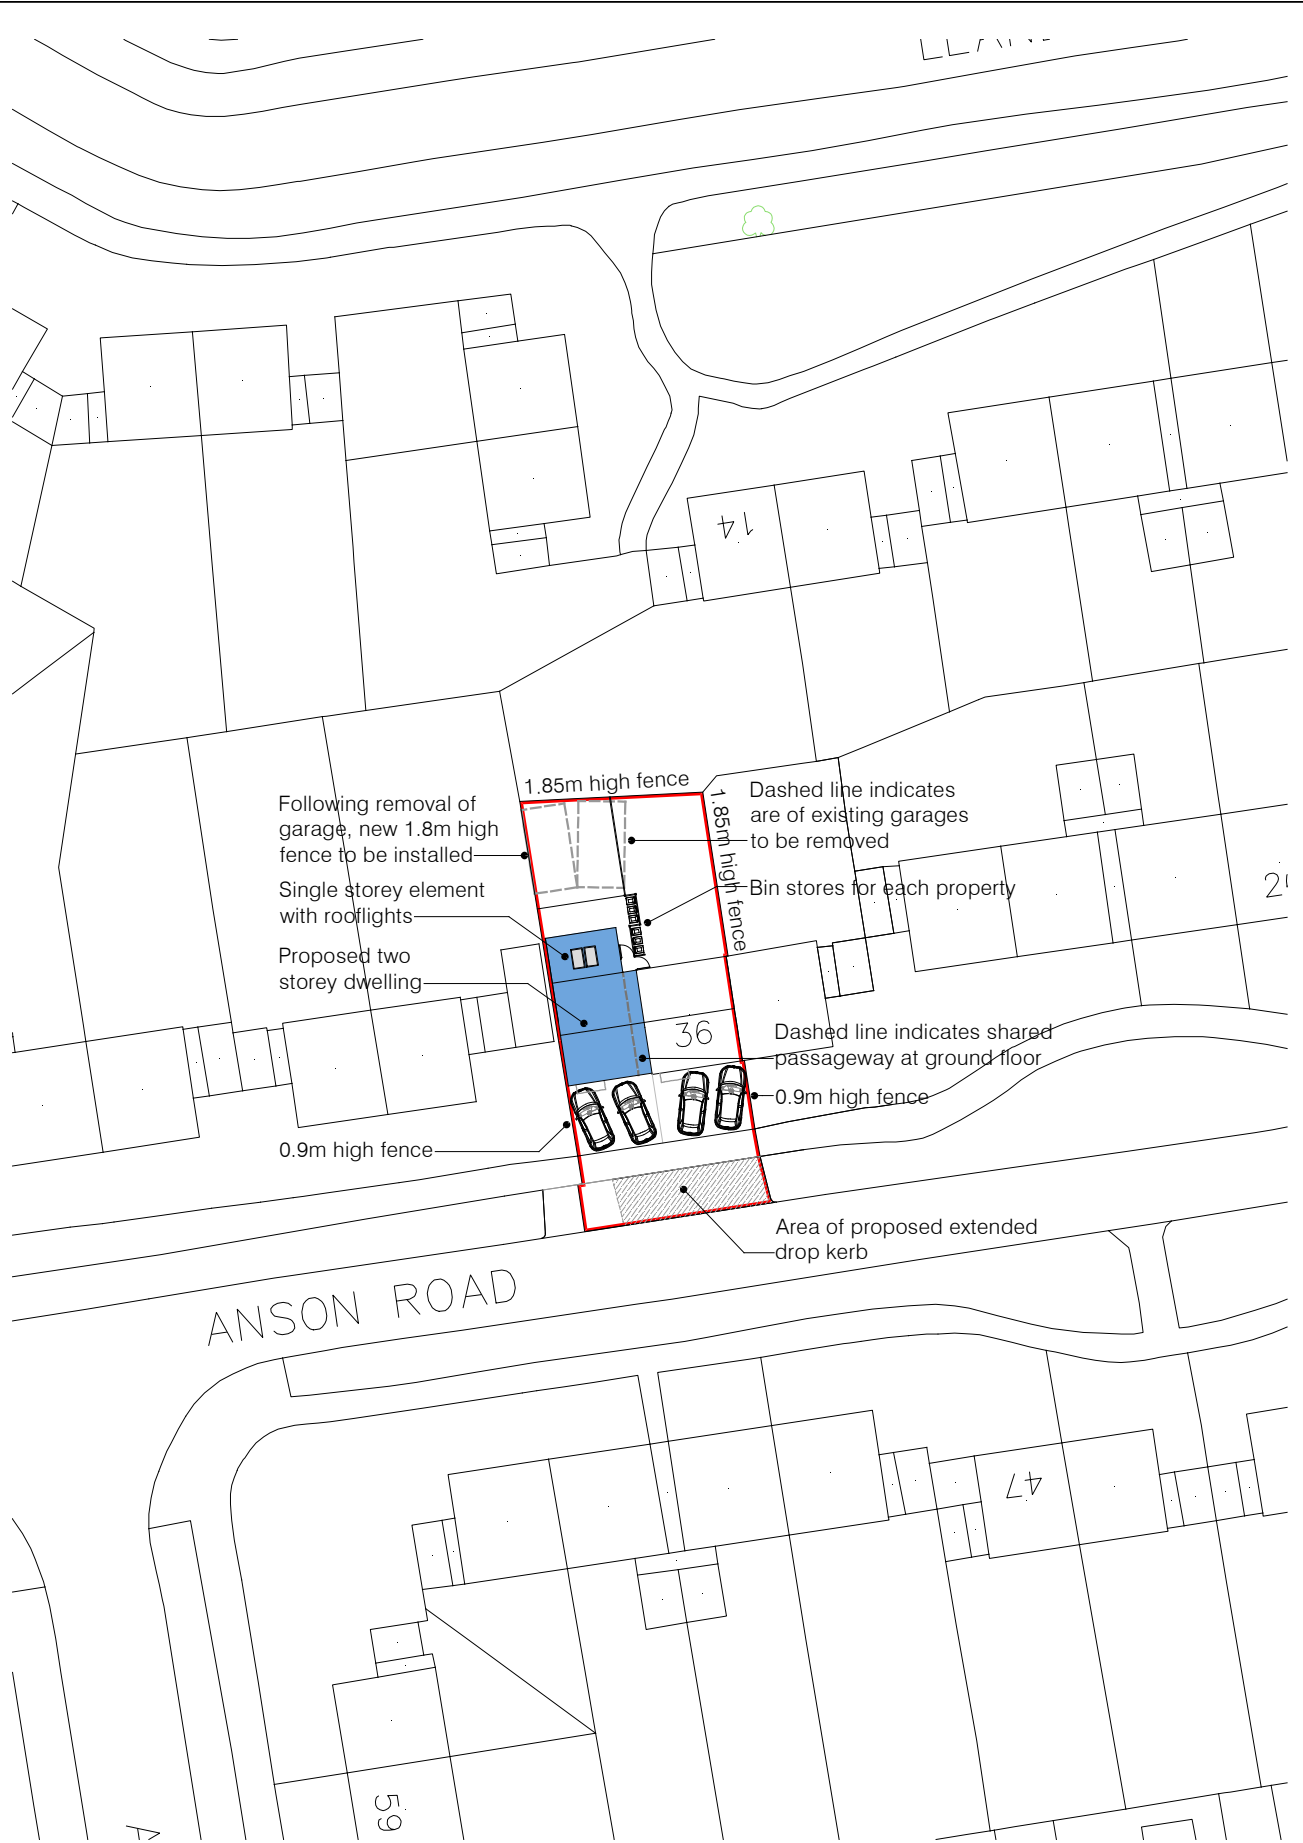 14
1.85m high fence
Following removal of
garage, new 1.8m high
fence to be installed
Single storey element
with rooflights
Proposed two
storey dwelling
1.85m high fence
Dashed line indicates
are of existing garages
to be removed
Bin stores for each property
36
Dashed line indicates shared
passageway at ground floor
0.9m high fence
0.9m high fence
Area of proposed extended
drop kerb
ANSON ROAD
47
59